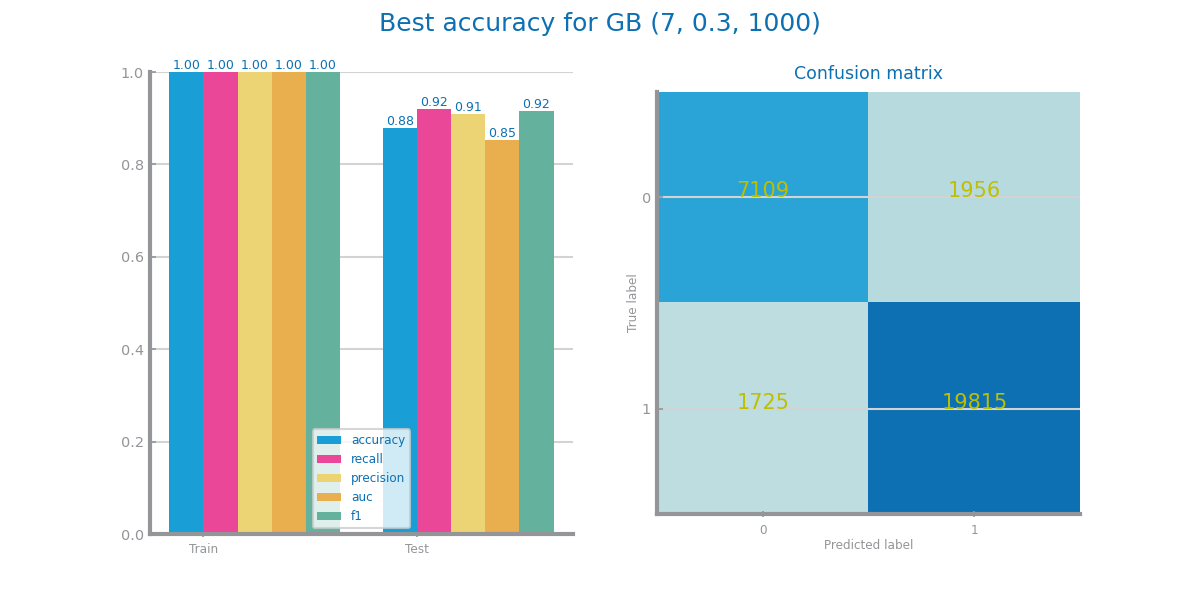 Best accuracy for GB (7, 0.3, 1000)
1.00 1.00 1.00 1.00 1.00
0.88 0.92 0.91 0.85 0.92
1.0
0.8
0.6
0.4
0.2
0.0
accuracy
recall
precision
auc
f1
Train Test
Confusion matrix
True label
0
1
7109 1956
1725 19815
0 1
Predicted label